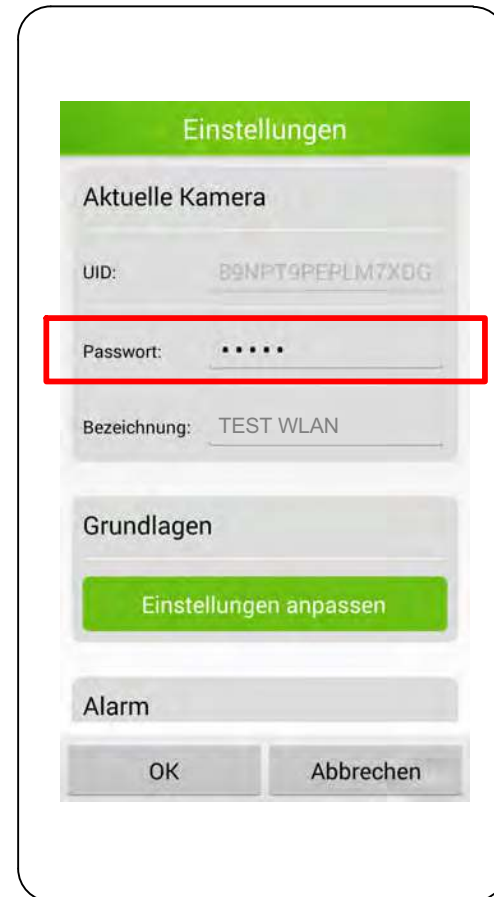 Einstellungen
Aktuelle Kamera
UID: B9NPT9PEPLM7XDG
Passwort: •••••
Bezeichnung: TEST WLAN
Grundlagen
Einstellungen anpassen
Alarm
OK Abbrechen